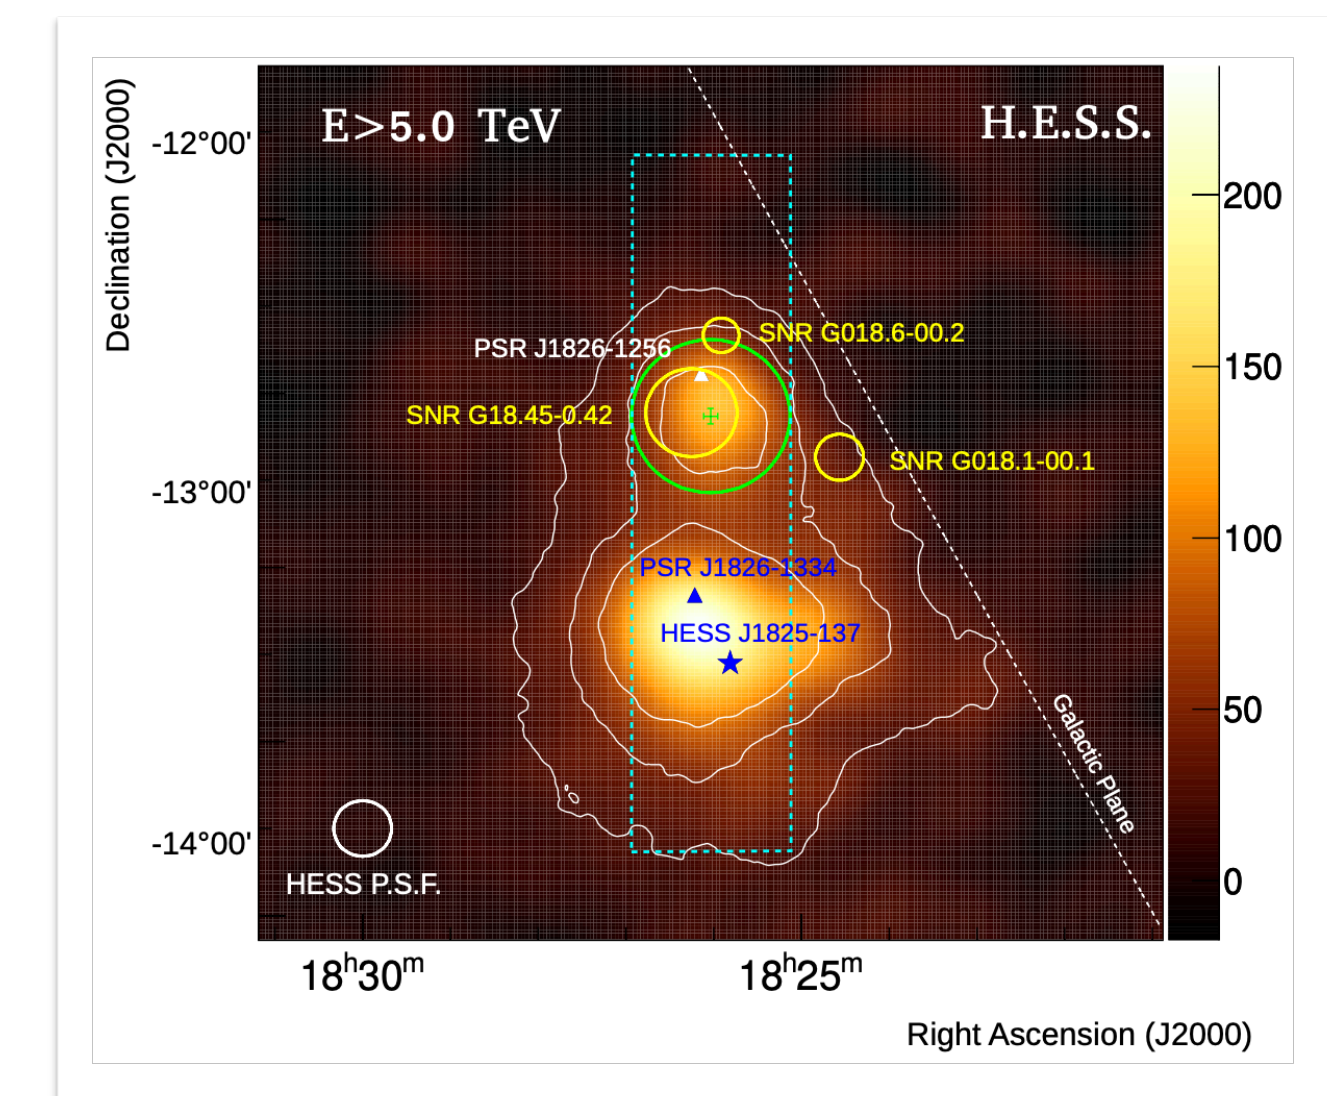 E>5.0 TeV
H.E.S.S.
Declination (J2000)
-12°00'
-13°00'
-14°00'
200
150
100
50
0
SNR G018.6-00.2
PSR J1826-1256
SNR G18.45-0.42
SNR G018.1-00.1
PSR J1826-1334
HESS J1825-137
Galactic Plane
HESS P.S.F.
18h30m
18h25m
Right Ascension (J2000)